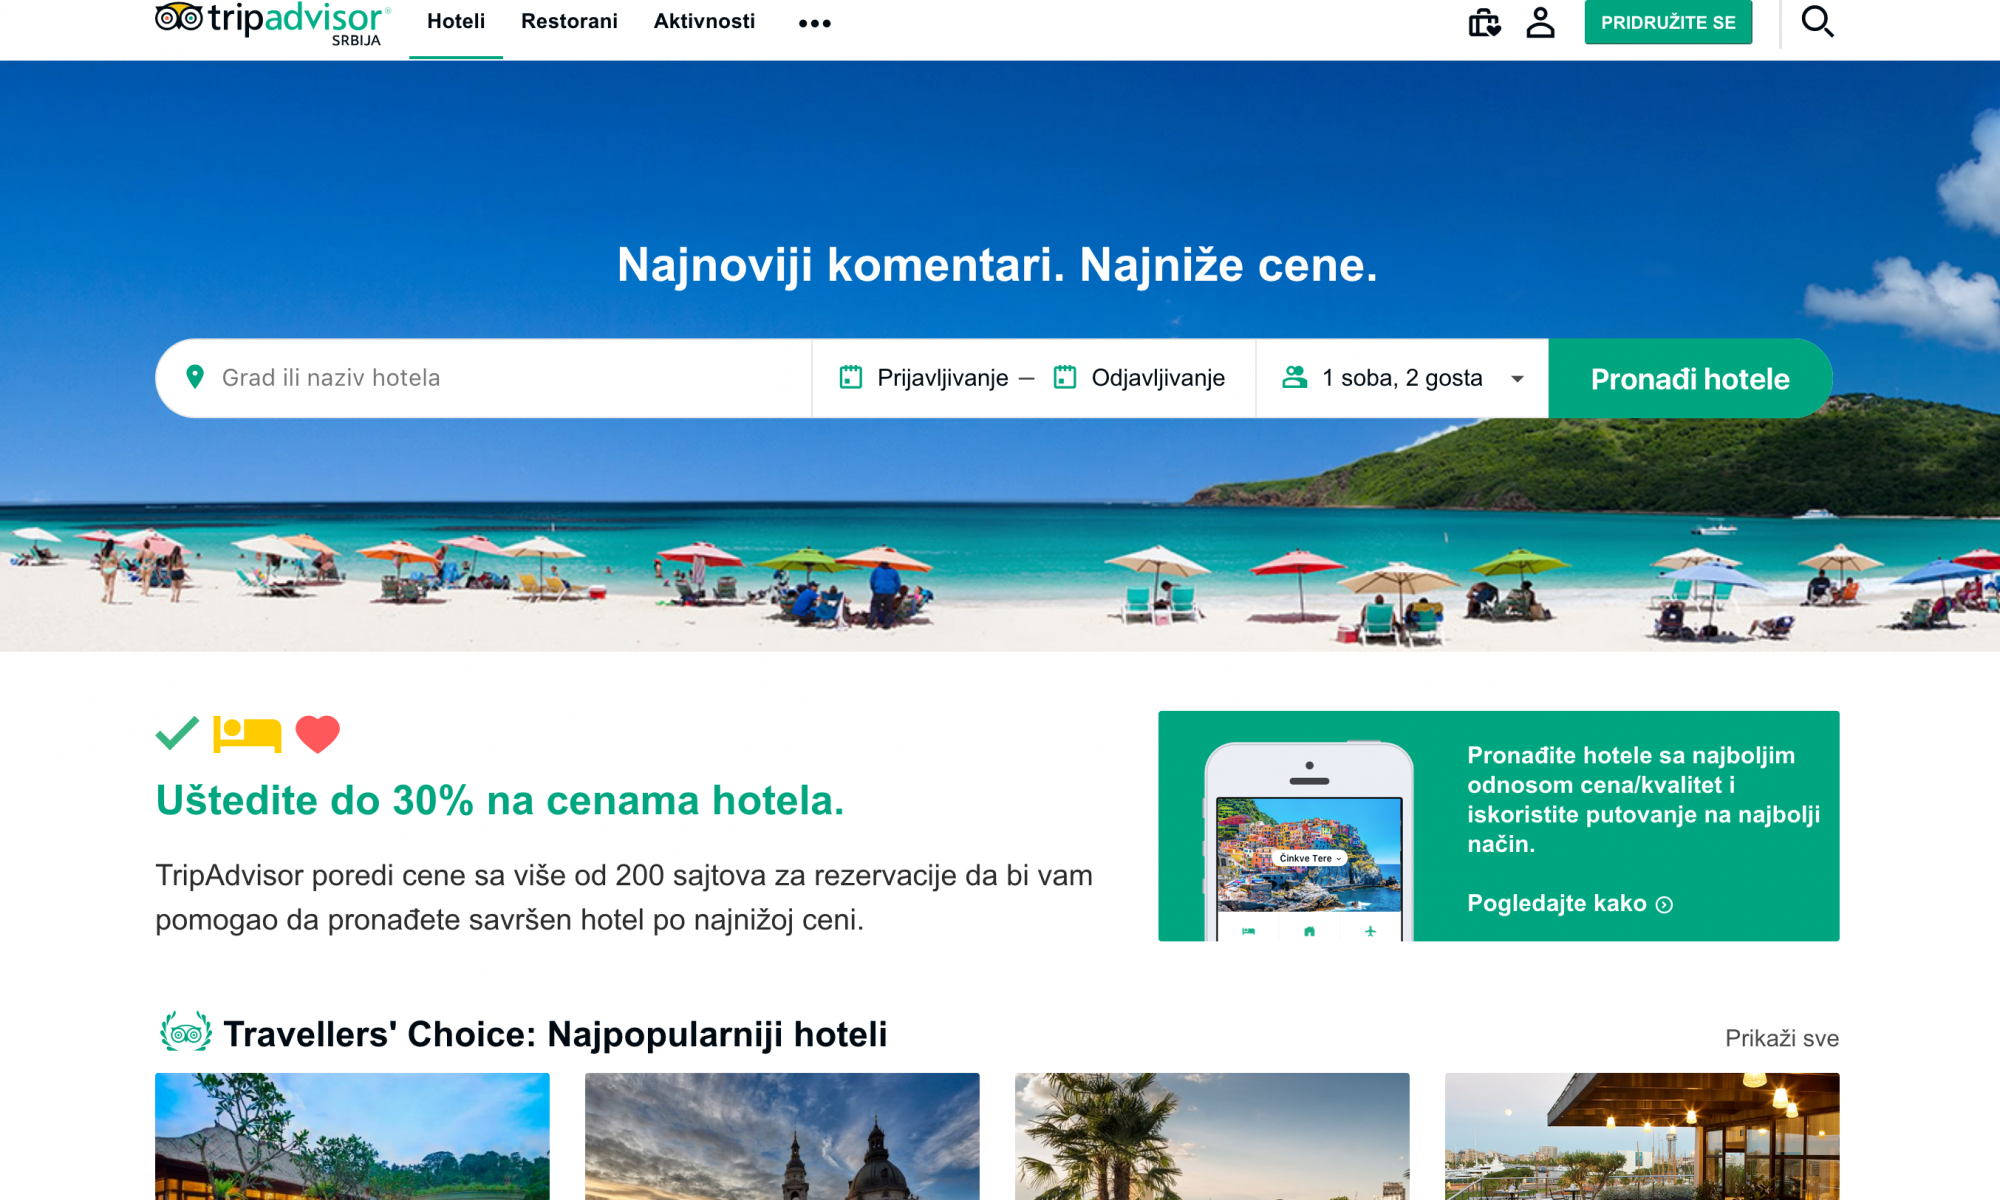 tripadvisor®
SRBIJA
Hoteli
Restorani
Aktivnosti
PRIDRUŽITE SE
Najnoviji komentari. Najniže cene.
Grad ili naziv hotela
Prijavljivanje — Odjavljivanje
1 soba, 2 gosta
Pronađi hotele
Uštedite do 30% na cenama hotela.
TripAdvisor poredi cene sa više od 200 sajtova za rezervacije da bi vam
pomogao da pronađete savršen hotel po najnižoj ceni.
Činkve Tere
Pronađite hotele sa najboljim
odnosom cena/kvalitet i
iskoristite putovanje na najbolji
način.
Pogledajte kako
Travellers' Choice: Najpopularniji hoteli
Prikaži sve